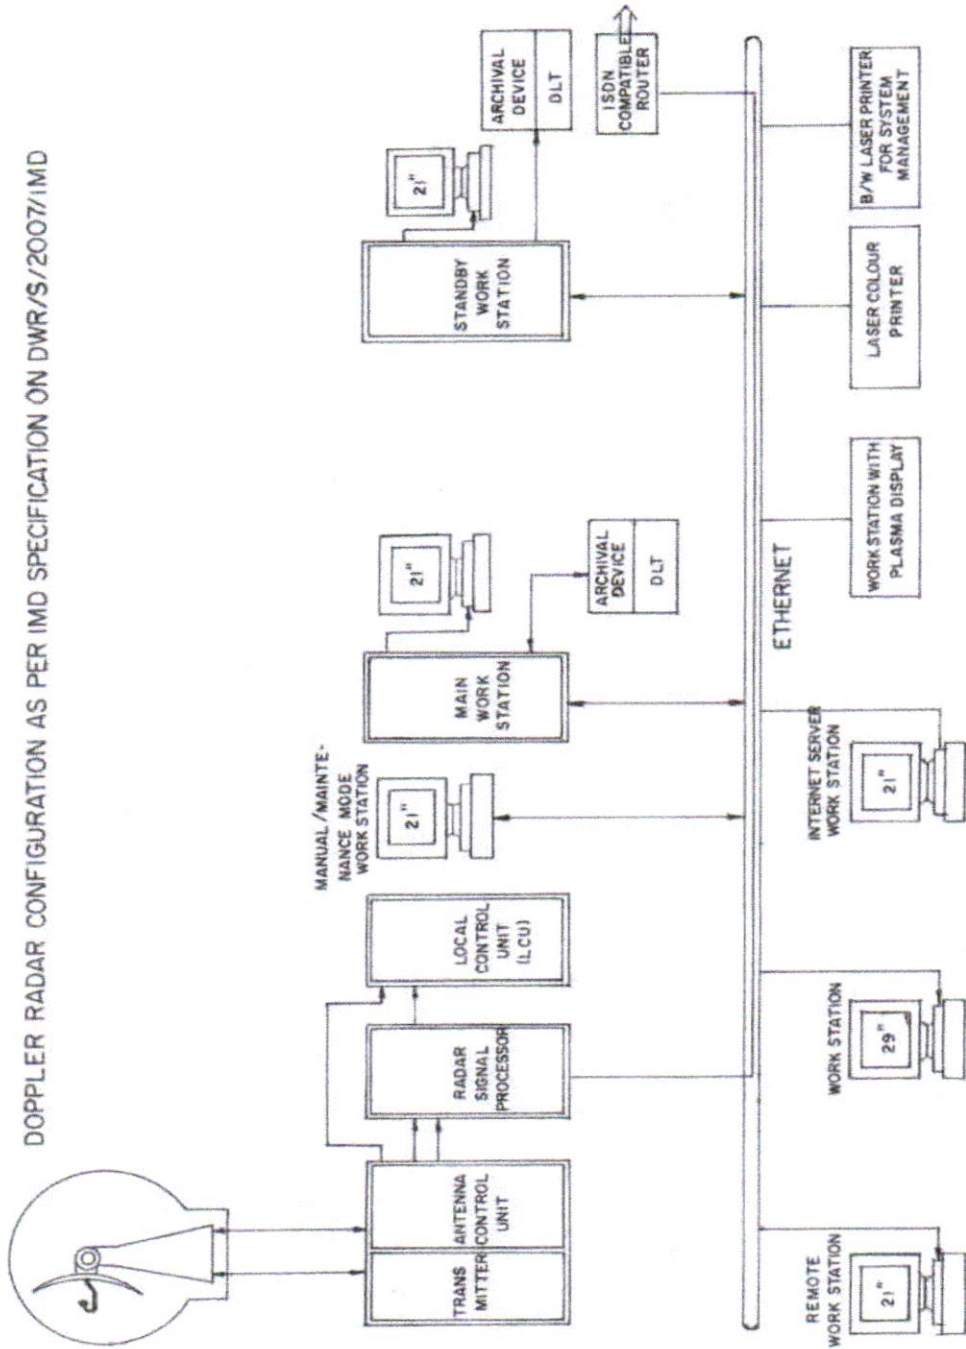 DOPPLER RADAR CONFIGURATION AS PER IMD SPECIFICATION ON DWR/S/2007/IMD
TRANS
MITTER
ANTENNA
CONTROL
UNIT
RADAR
SIGNAL
PROCESSOR
LOCAL
CONTROL
UNIT
(LCU)
MANUAL/MAINTE-
NANCE MODE
WORK STATION
21"
MAIN
WORK
STATION
21"
ARCHIVAL
DEVICE
DLT
STANDBY
WORK
STATION
21"
ARCHIVAL
DEVICE
DLT
ISDN
COMPATIBLE
ROUTER
ETHERNET
REMOTE
WORK STATION
21"
WORK STATION
29"
INTERNET SERVER
WORK STATION
21"
WORK STATION WITH
PLASMA DISPLAY
LASER COLOUR
PRINTER
B/W LASER PRINTER
FOR SYSTEM
MANAGEMENT